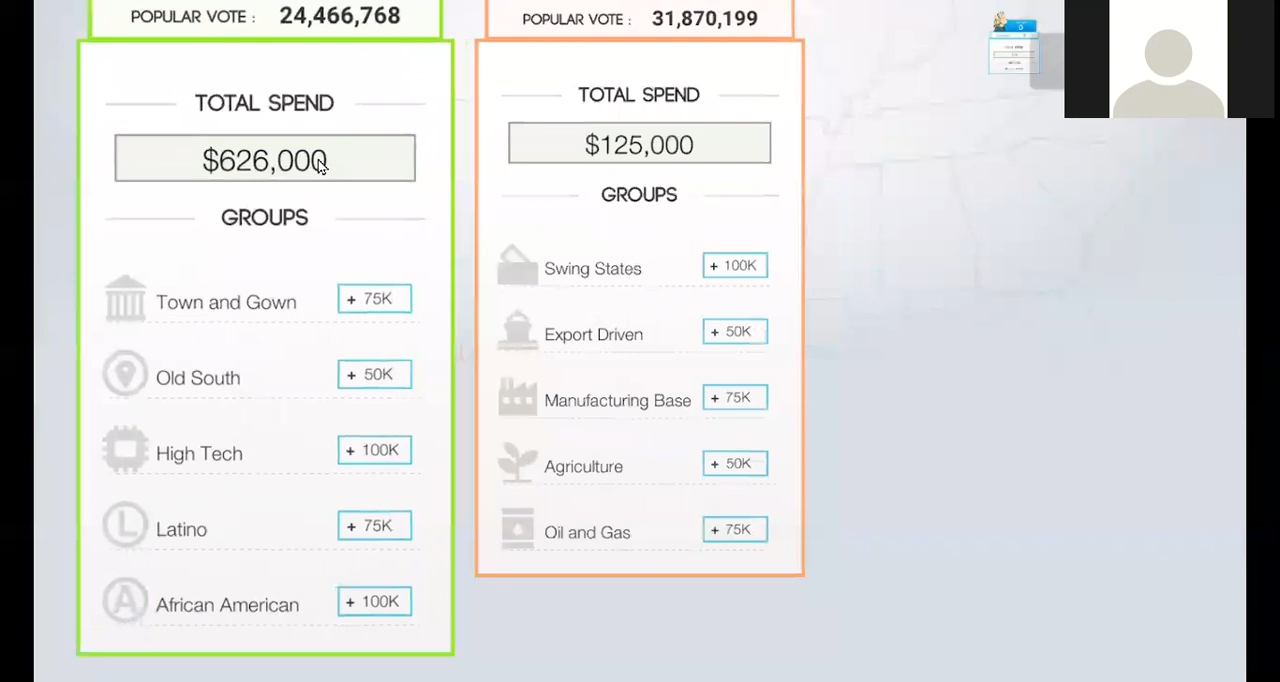 POPULAR VOTE : 24,466,768
TOTAL SPEND
$626,000
GROUPS
Town and Gown + 75K
Old South + 50K
High Tech + 100K
L Latino + 75K
A African American + 100K
POPULAR VOTE : 31,870,199
TOTAL SPEND
$125,000
GROUPS
Swing States + 100K
Export Driven + 50K
Manufacturing Base + 75K
Agriculture + 50K
Oil and Gas + 75K